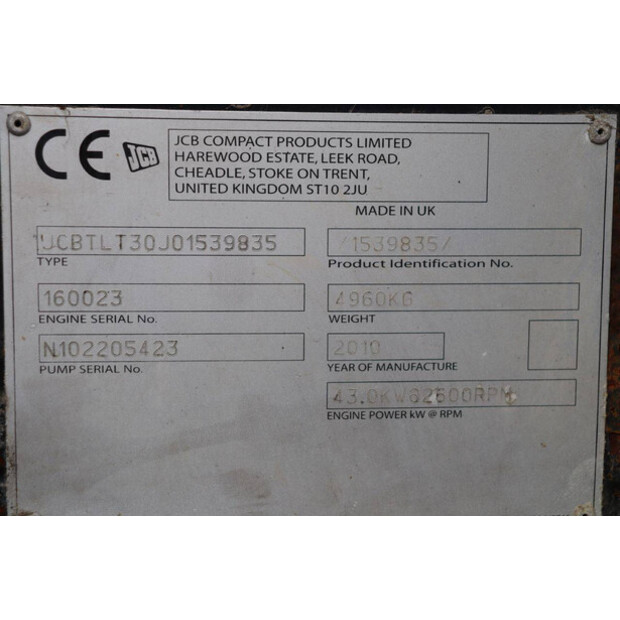 CE JCB
JCB COMPACT PRODUCTS LIMITED
HAREWOOD ESTATE, LEEK ROAD,
CHEADLE, STOKE ON TRENT,
UNITED KINGDOM ST10 2JU
MADE IN UK
JCBTLT30J01539835
TYPE
/1539835/
Product Identification No.
160023
ENGINE SERIAL No.
4960KG
WEIGHT
N102205423
PUMP SERIAL No.
2010
YEAR OF MANUFACTURE
43.0KW@2600RPM
ENGINE POWER kW @ RPM